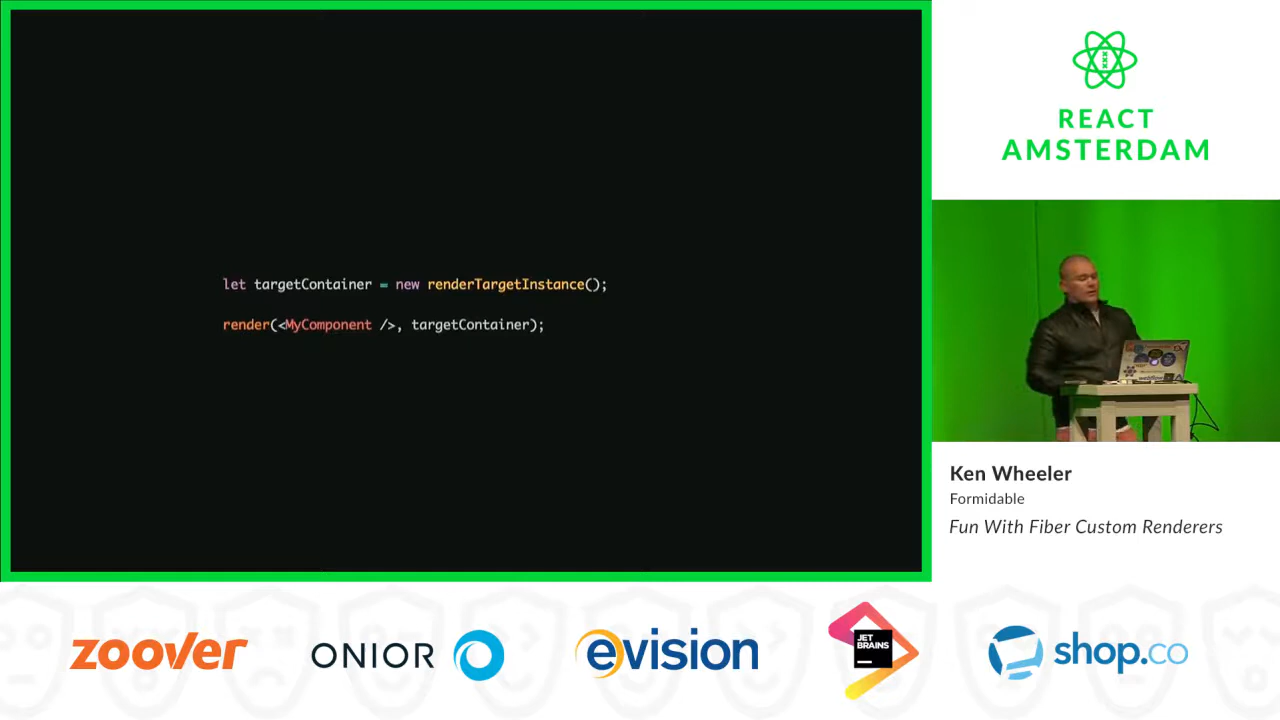 let targetContainer = new renderTargetInstance();
render(<MyComponent />, targetContainer);
REACT
AMSTERDAM
Ken Wheeler
Formidable
Fun With Fiber Custom Renderers
zoover
ONIOR
evision
JET
BRAINS
shop.co